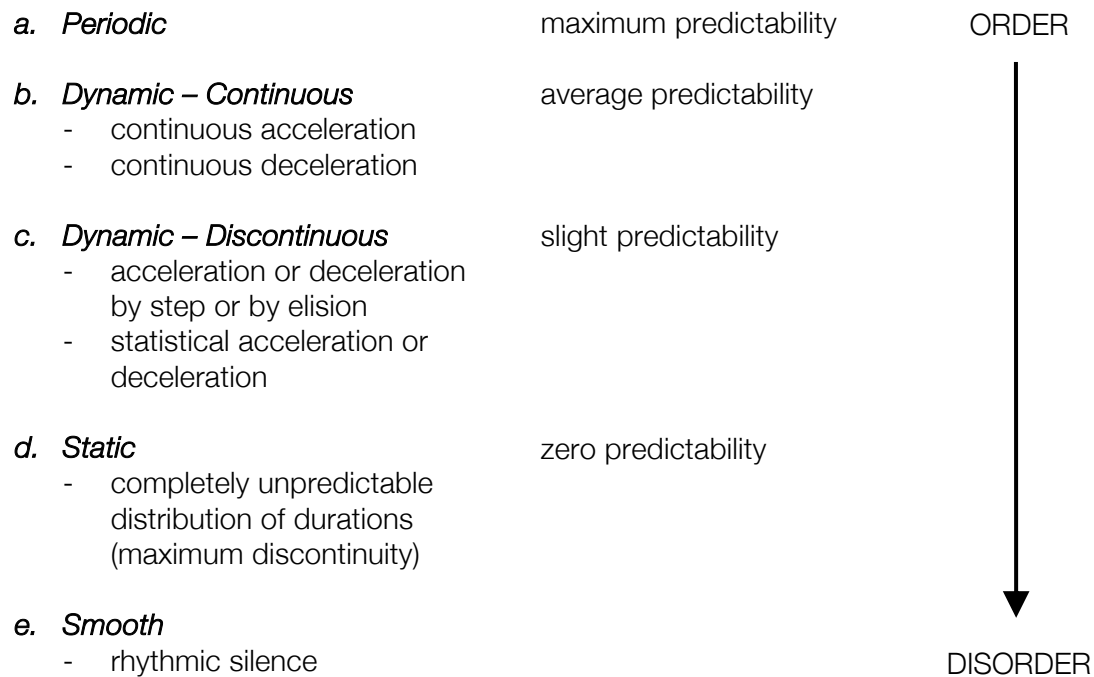 a. Periodic maximum predictability ORDER
b. Dynamic – Continuous average predictability
- continuous acceleration
- continuous deceleration
c. Dynamic – Discontinuous slight predictability
- acceleration or deceleration
by step or by elision
- statistical acceleration or
deceleration
d. Static zero predictability
- completely unpredictable
distribution of durations
(maximum discontinuity)
e. Smooth
- rhythmic silence DISORDER